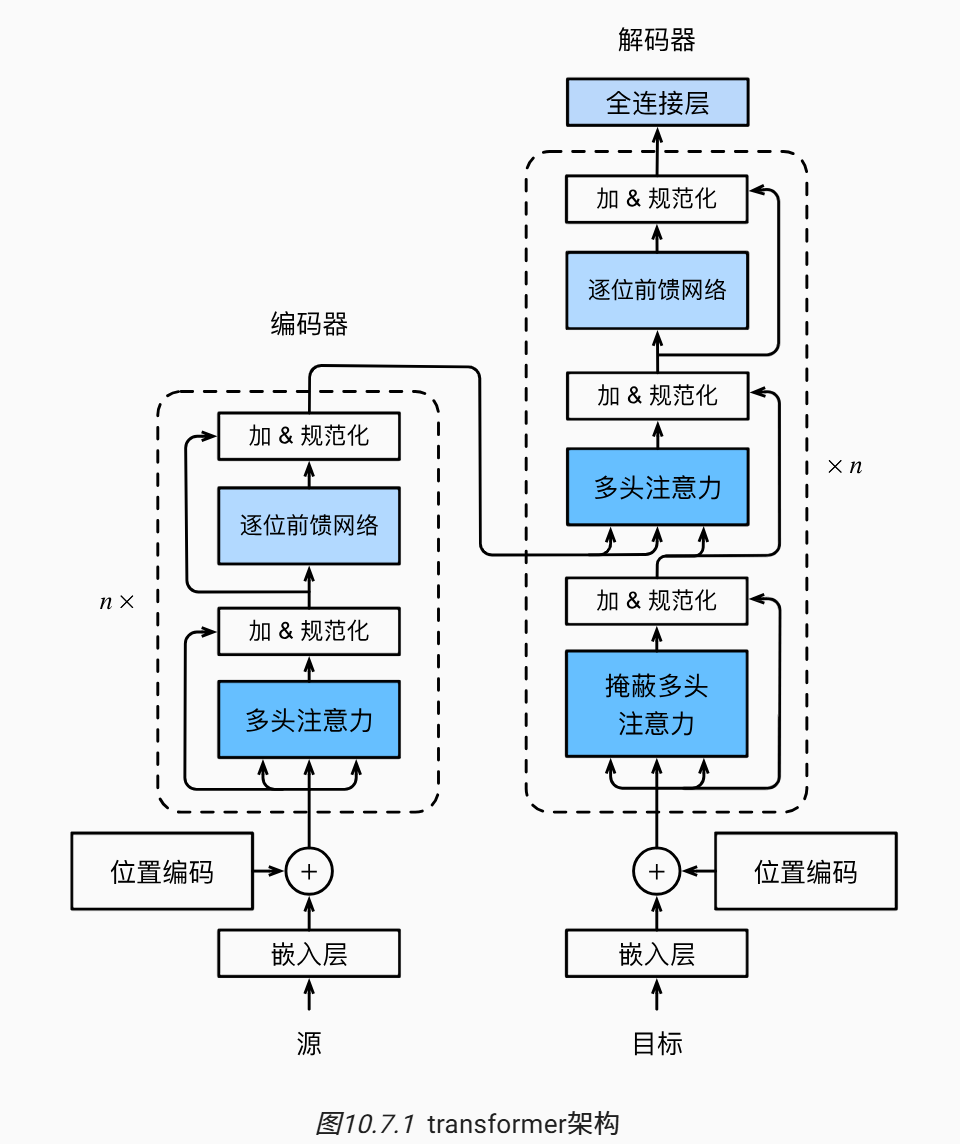 解码器
全连接层
加 & 规范化
逐位前馈网络
加 & 规范化
多头注意力
× n
加 & 规范化
掩蔽多头
注意力
位置编码
嵌入层
目标
编码器
加 & 规范化
逐位前馈网络
n ×
加 & 规范化
多头注意力
位置编码
+
+
嵌入层
源
图10.7.1 transformer架构